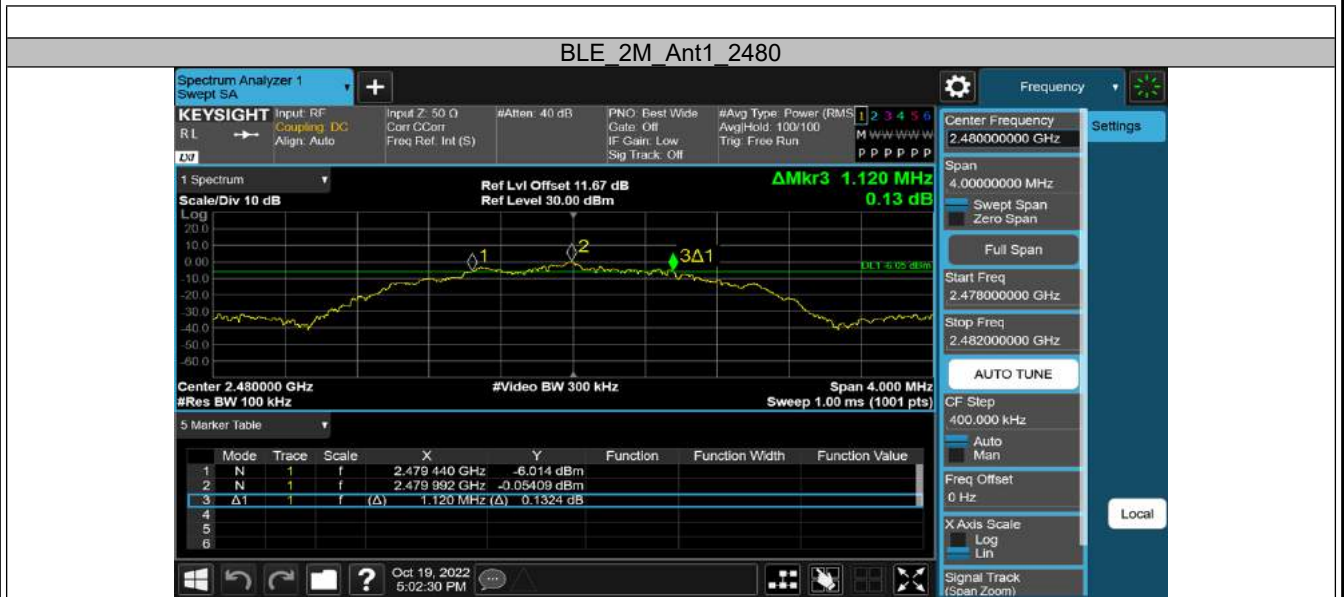 BLE_2M_Ant1_2480
Spectrum Analyzer 1
Swept SA
Frequency
KEYSIGHT
RL
LXI
Input: RF
Coupling: DC
Align: Auto
Input Z: 50 Ω
Corr CCorr
Freq Ref: Int (S)
#Atten: 40 dB
PNO: Best Wide
Gate: Off
IF Gain: Low
Sig Track: Off
#Avg Type: Power (RMS
Avg|Hold: 100/100
Trig: Free Run
1 2 3 4 5 6
M W W W W W
P P P P P P
1 Spectrum
Scale/Div 10 dB
Ref Lvl Offset 11.67 dB
Ref Level 30.00 dBm
ΔMkr3 1.120 MHz
0.13 dB
Log
20.0
10.0
0.00
-10.0
-20.0
-30.0
-40.0
-50.0
-60.0
1
2
3Δ1
DL1 -6.05 dBm
Center 2.480000 GHz
#Video BW 300 kHz
Span 4.000 MHz
#Res BW 100 kHz
Sweep 1.00 ms (1001 pts)
5 Marker Table
Mode Trace Scale X Y Function Function Width Function Value
1 N 1 f 2.479 440 GHz -6.014 dBm
2 N 1 f 2.479 992 GHz -0.05409 dBm
3 Δ1 1 f (Δ) 1.120 MHz (Δ) 0.1324 dB
4
5
6
Oct 19, 2022
5:02:30 PM
Center Frequency
2.480000000 GHz
Span
4.00000000 MHz
Swept Span
Zero Span
Full Span
Start Freq
2.478000000 GHz
Stop Freq
2.482000000 GHz
AUTO TUNE
CF Step
400.000 kHz
Auto
Man
Freq Offset
0 Hz
X Axis Scale
Log
Lin
Signal Track
(Span Zoom)
Settings
Local